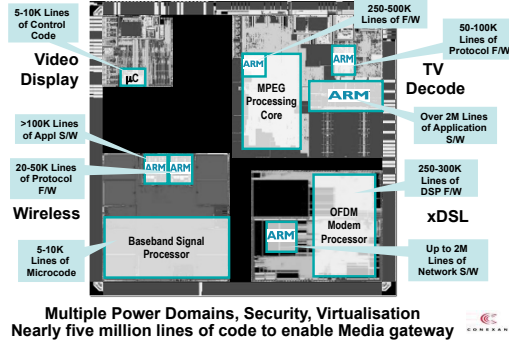 5-10K Lines
of Control
Code
250-500K
Lines of F/W
50-100K
Lines of
Protocol F/W
Video
Display
µC
ARM
MPEG
Processing
Core
ARM
ARM
TV
Decode
Over 2M Lines
of Application
S/W
>100K Lines
of Appl S/W
20-50K Lines
of Protocol
F/W
ARM ARM
Wireless
5-10K
Lines of
Microcode
Baseband Signal
Processor
ARM
OFDM
Modem
Processor
250-300K
Lines of
DSP F/W
xDSL
Up to 2M
Lines of
Network S/W
Multiple Power Domains, Security, Virtualisation
Nearly five million lines of code to enable Media gateway
CONEXANT